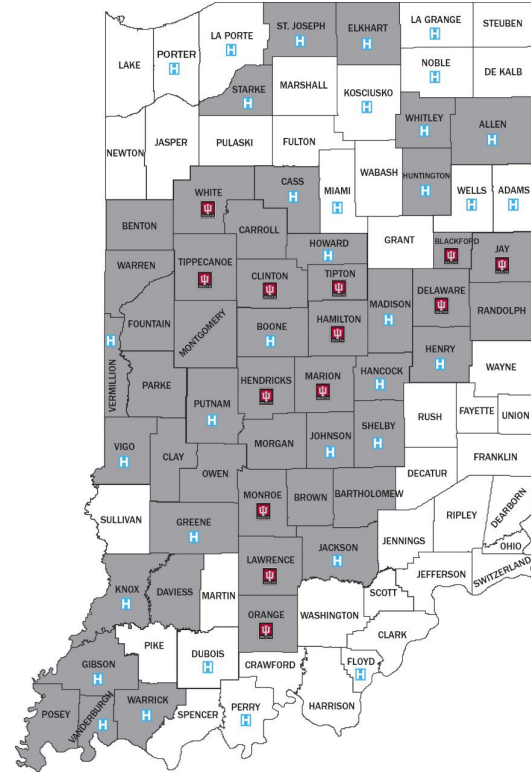 LA PORTE
ST. JOSEPH
ELKHART
LA GRANGE
STEUBEN
LAKE
PORTER
H
H
H
H
H
NOBLE
H
DE KALB
STARKE
H
MARSHALL
KOSCIUSKO
H
WHITLEY
H
ALLEN
H
NEWTON
JASPER
PULASKI
FULTON
WABASH
HUNTINGTON
H
WELLS
H
ADAMS
H
WHITE
CASS
H
MIAMI
H
BENTON
CARROLL
GRANT
BLACKFORD
JAY
WARREN
TIPPECANOE
HOWARD
H
CLINTON
TIPTON
MADISON
H
DELAWARE
RANDOLPH
FOUNTAIN
MONTGOMERY
BOONE
H
HAMILTON
HENRY
H
WAYNE
H
VERMILLION
PARKE
PUTNAM
H
HENDRICKS
MARION
HANCOCK
H
RUSH
FAYETTE
UNION
VIGO
H
CLAY
OWEN
MORGAN
JOHNSON
H
SHELBY
H
DECATUR
FRANKLIN
SULLIVAN
GREENE
H
MONROE
BROWN
BARTHOLOMEW
JENNINGS
RIPLEY
DEARBORN
OHIO
SWITZERLAND
KNOX
H
DAVIESS
MARTIN
LAWRENCE
JACKSON
H
JEFFERSON
SCOTT
ORANGE
WASHINGTON
CLARK
GIBSON
H
PIKE
DUBOIS
H
CRAWFORD
FLOYD
H
HARRISON
POSEY
VANDERBURGH
H
WARRICK
H
SPENCER
PERRY
H